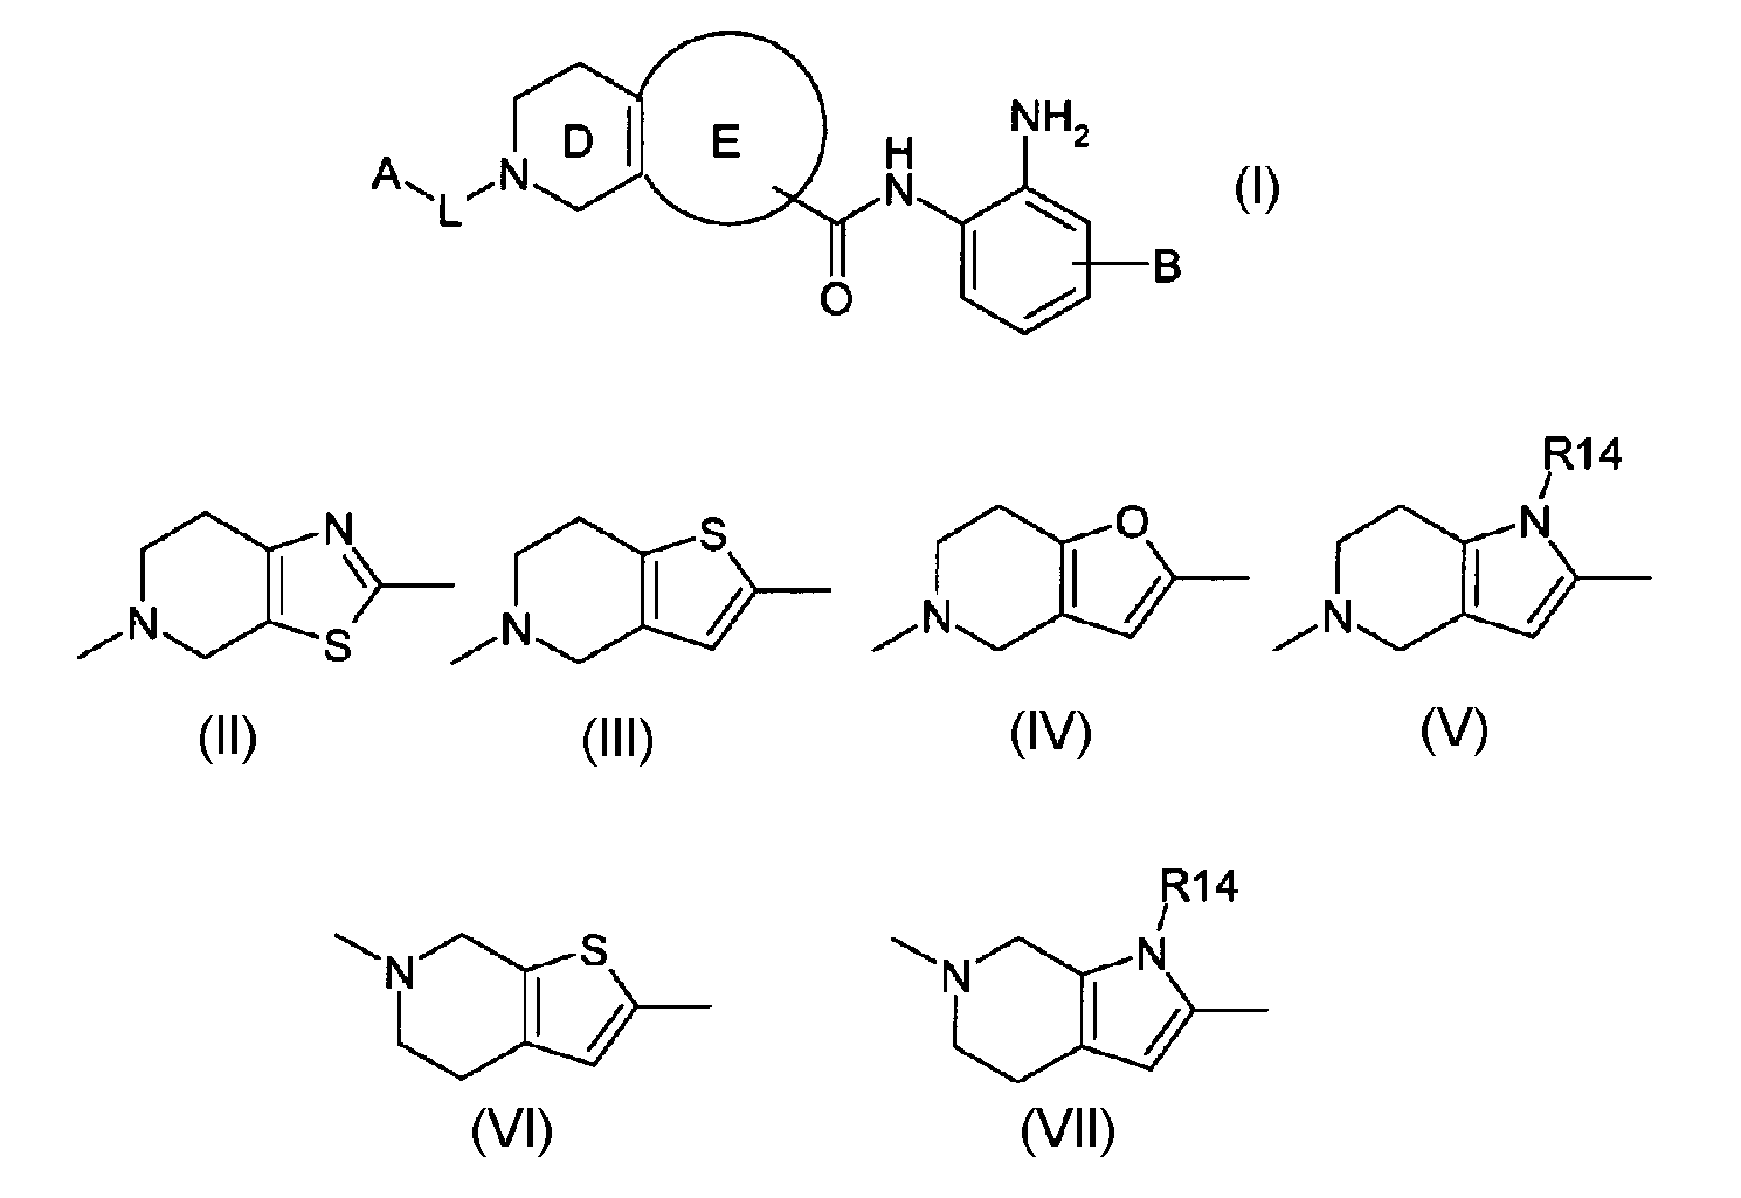 NH₂
H
D E
A N N (I)
L B
O
R14
N S O N
N S N N N
(II) (III) (IV) (V)
R14
S N
N N
(VI) (VII)